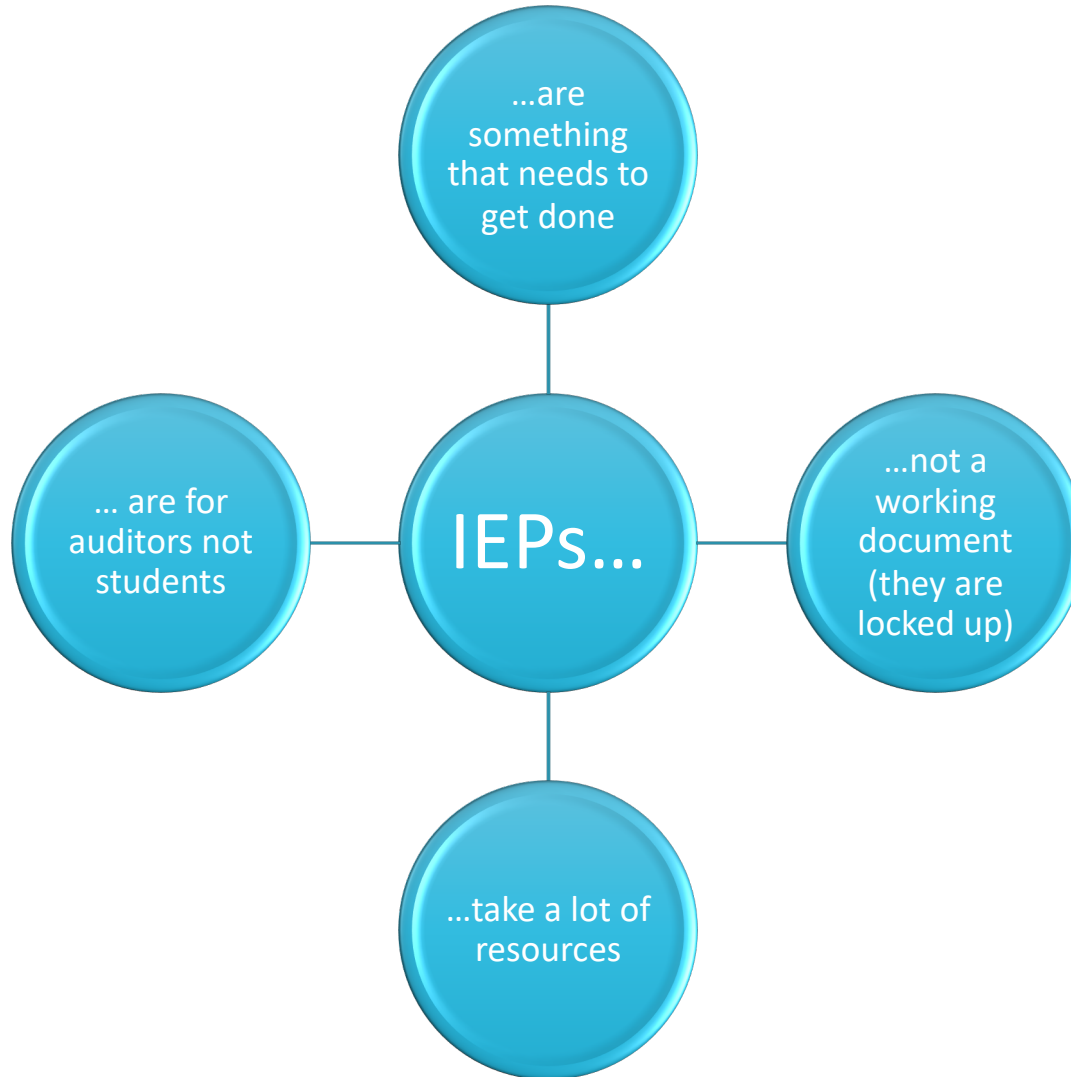 ...are
something
that needs to
get done
... are for
auditors not
students
IEPs...
...not a
working
document
(they are
locked up)
...take a lot of
resources